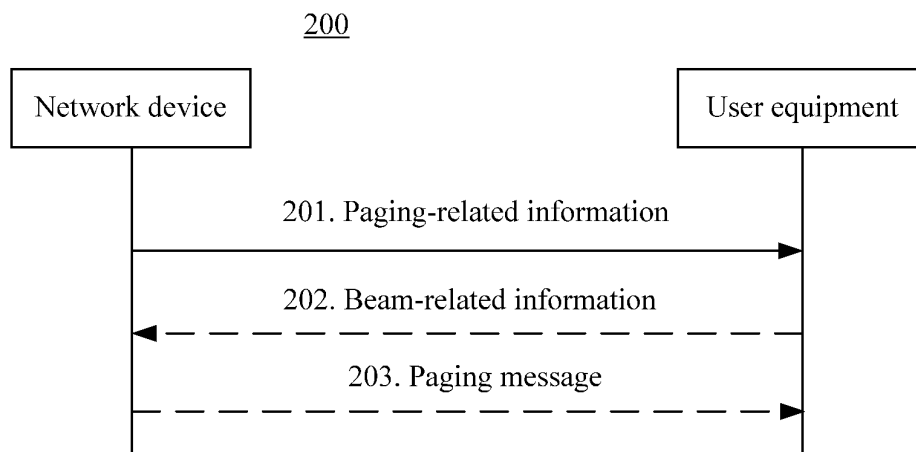 200
Network device
User equipment
201. Paging-related information
202. Beam-related information
203. Paging message